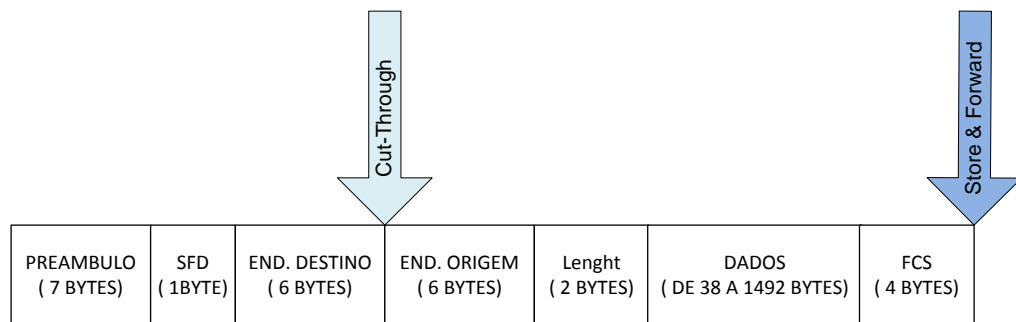 Cut-Through
Store & Forward
PREAMBULO
( 7 BYTES)
SFD
( 1BYTE)
END. DESTINO
( 6 BYTES)
END. ORIGEM
( 6 BYTES)
Lenght
( 2 BYTES)
DADOS
( DE 38 A 1492 BYTES)
FCS
( 4 BYTES)